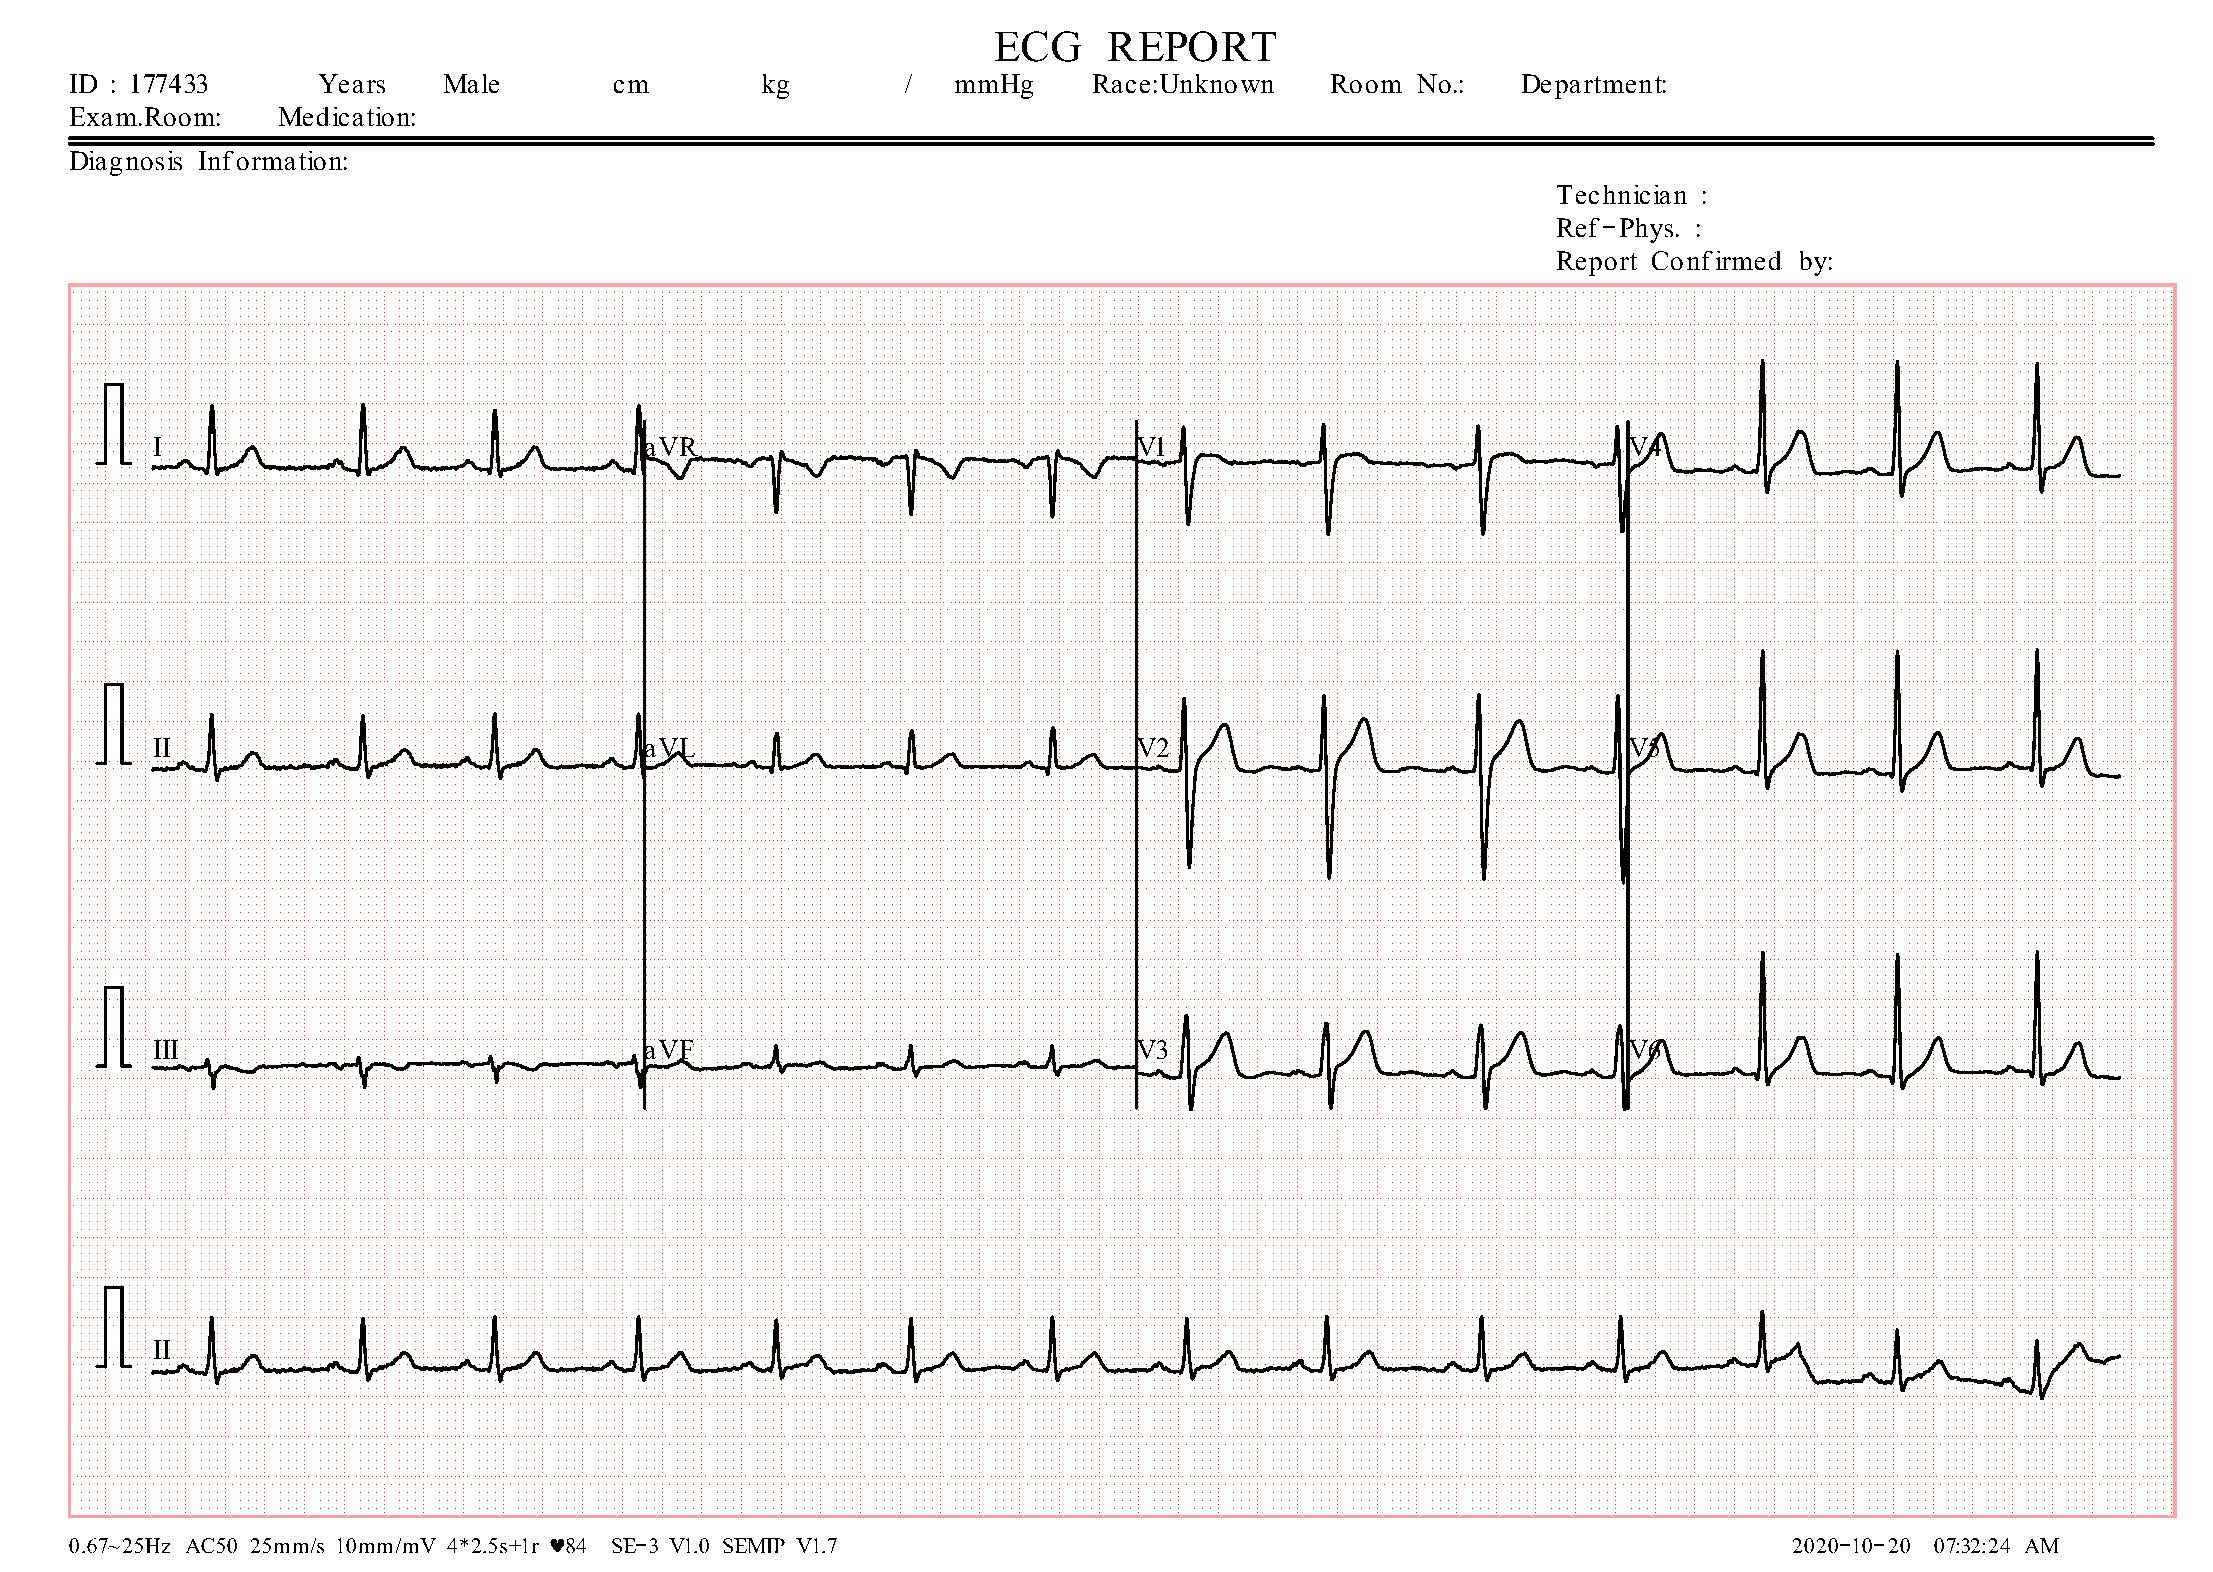 ECG REPORT
ID : 177433 Years Male cm kg / mmHg Race:Unknown Room No.: Department:
Exam.Room: Medication:
Diagnosis Information:
Technician :
Ref-Phys. :
Report Confirmed by:
I aVR V1 V4
II aVL V2 V5
III aVF V3 V6
II
0.67~25Hz AC50 25mm/s 10mm/mV 4*2.5s+1r ♥84 SE-3 V1.0 SEMIP V1.7 2020-10-20 07:32:24 AM